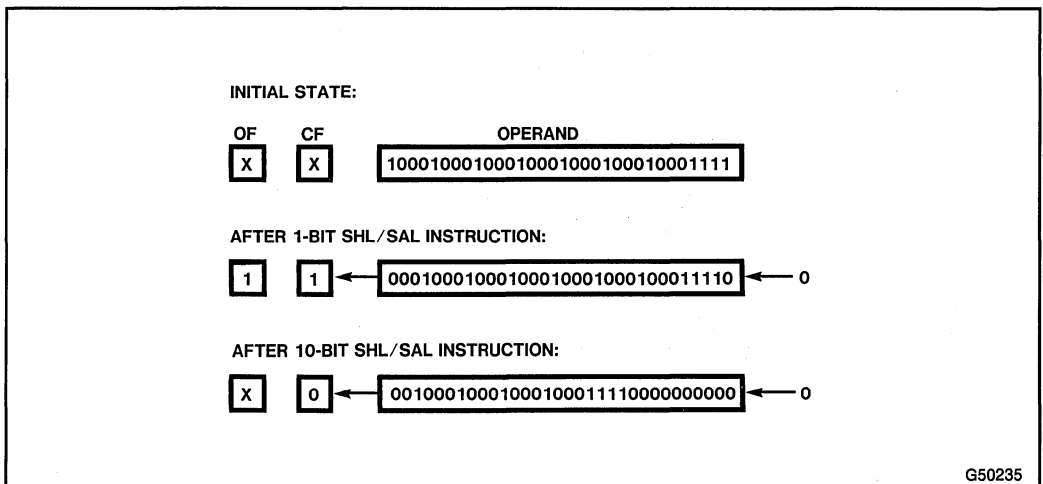 INITIAL STATE:
OF CF OPERAND
X X 10001000100010001000100010001111
AFTER 1-BIT SHL/SAL INSTRUCTION:
1 1 00010001000100010001000100011110 0
AFTER 10-BIT SHL/SAL INSTRUCTION:
X 0 00100010001000100011110000000000 0
G50235